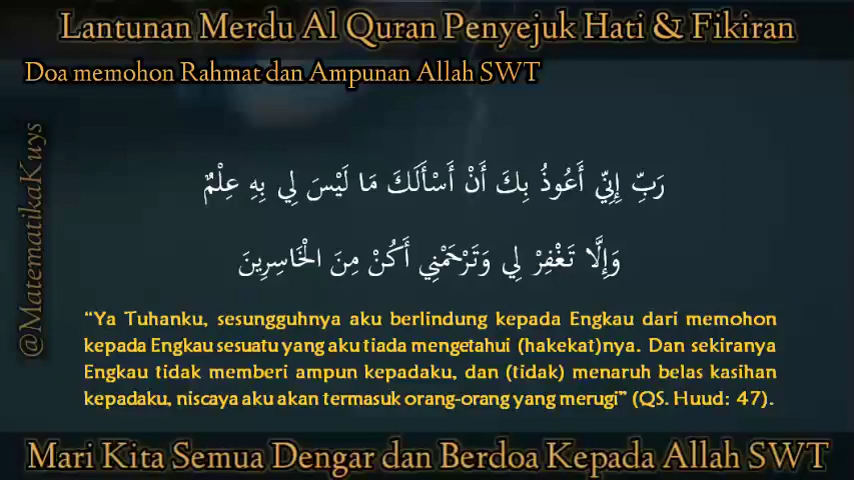 Lantunan Merdu Al Quran Penyejuk Hati & Fikiran
Doa memohon Rahmat dan Ampunan Allah SWT
@MatematikaKuys
رَبِّ إِنِّي أَعُوذُ بِكَ أَنْ أَسْأَلَكَ مَا لَيْسَ لِي بِهِ عِلْمٌ
وَإِلَّا تَغْفِرْ لِي وَتَرْحَمْنِي أَكُنْ مِنَ الْخَاسِرِينَ
“Ya Tuhanku, sesungguhnya aku berlindung kepada Engkau dari memohon
kepada Engkau sesuatu yang aku tiada mengetahui (hakekat)nya. Dan sekiranya
Engkau tidak memberi ampun kepadaku, dan (tidak) menaruh belas kasihan
kepadaku, niscaya aku akan termasuk orang-orang yang merugi” (QS. Huud: 47).
Mari Kita Semua Dengar dan Berdoa Kepada Allah SWT